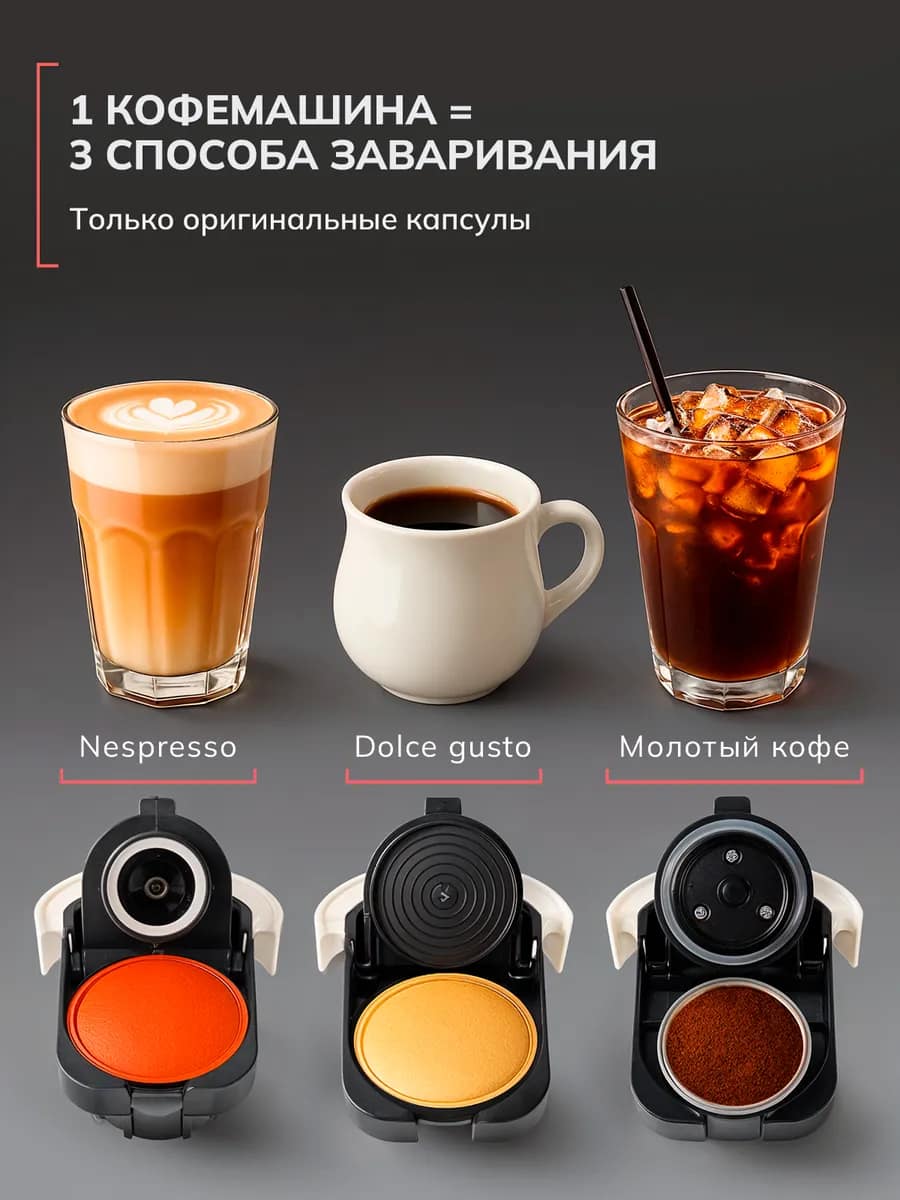 1 КОФЕМАШИНА =
3 СПОСОБА ЗАВАРИВАНИЯ
Только оригинальные капсулы
Nespresso
Dolce gusto
Молотый кофе